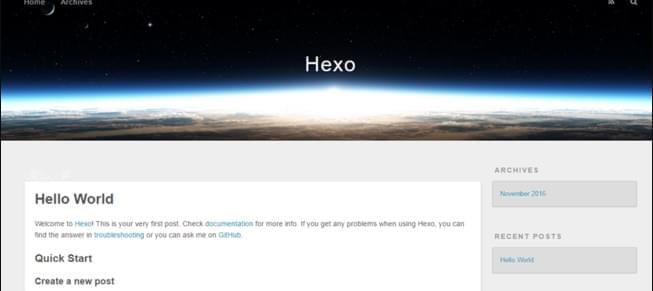 Home Archives
Hexo
Hello World
Welcome to Hexo! This is your very first post. Check documentation for more info. If you get any problems when using Hexo, you can
find the answer in troubleshooting or you can ask me on GitHub.
Quick Start
Create a new post
ARCHIVES
November 2016
RECENT POSTS
Hello World